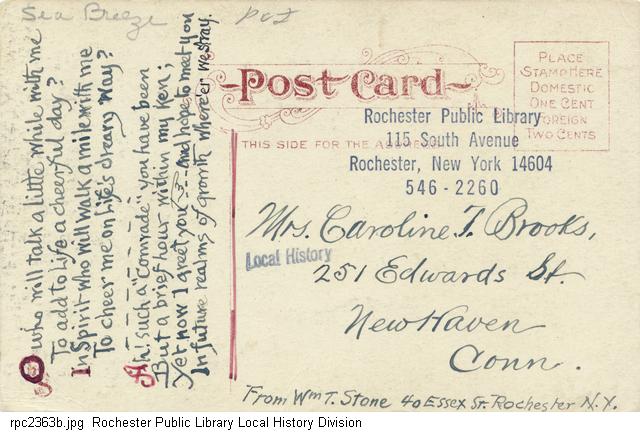 Sea Breeze
PLACE
STAMP HERE
DOMESTIC
ONE CENT
FOREIGN
TWO CENTS
Post Card
THIS SIDE FOR THE
Rochester Public Library
115 South Avenue
Rochester, New York 14604
546-2260
O who will talk a little while with me
To add to life a cheerful day?
In Spirit who will walk a mile with me
To cheer me on life's dreary way?
Ah! such a "Comrade" you have been
But a brief hour within my ken;
Yet now I greet you and hope to meet you
In future realms of growth where'er we stray.
Local History
Mrs. Caroline T. Brooks,
251 Edwards St.
New Haven
Conn.
From Wm T. Stone 40 Essex St. Rochester N.Y.
rpc2363b.jpg Rochester Public Library Local History Division